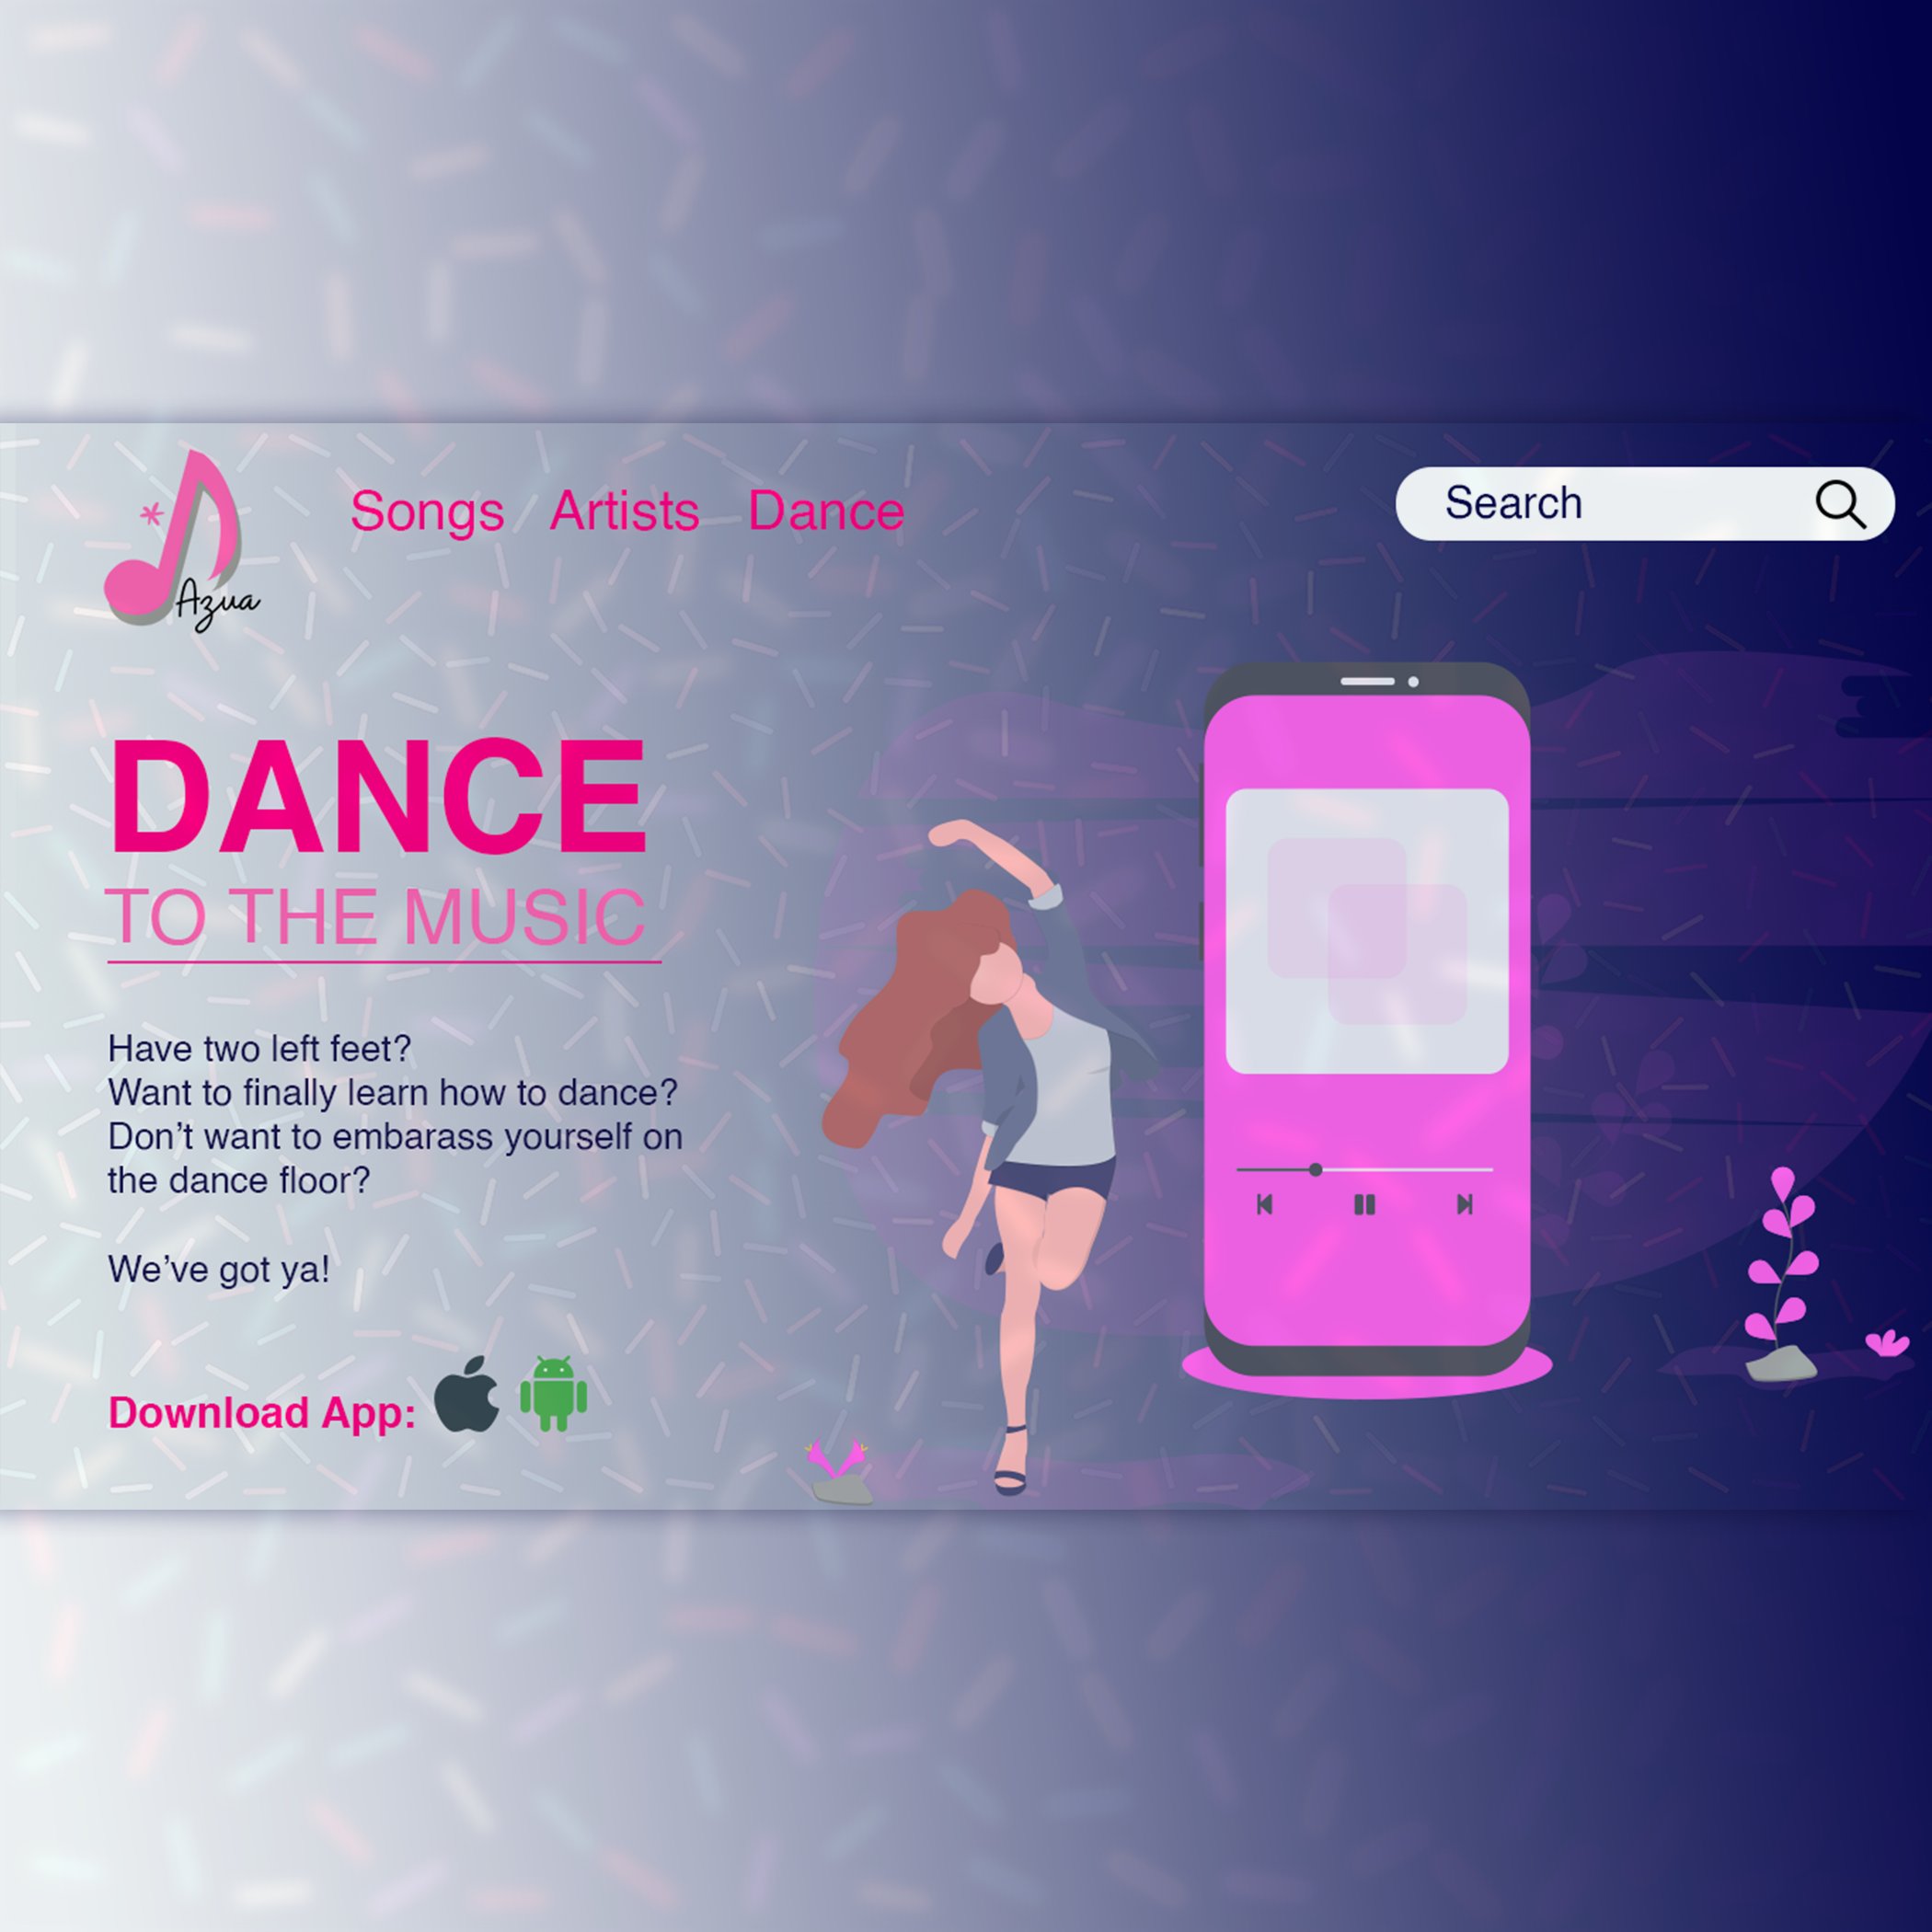 Azua
Songs Artists Dance
Search
DANCE
TO THE MUSIC
Have two left feet?
Want to finally learn how to dance?
Don’t want to embarass yourself on
the dance floor?
We’ve got ya!
Download App: